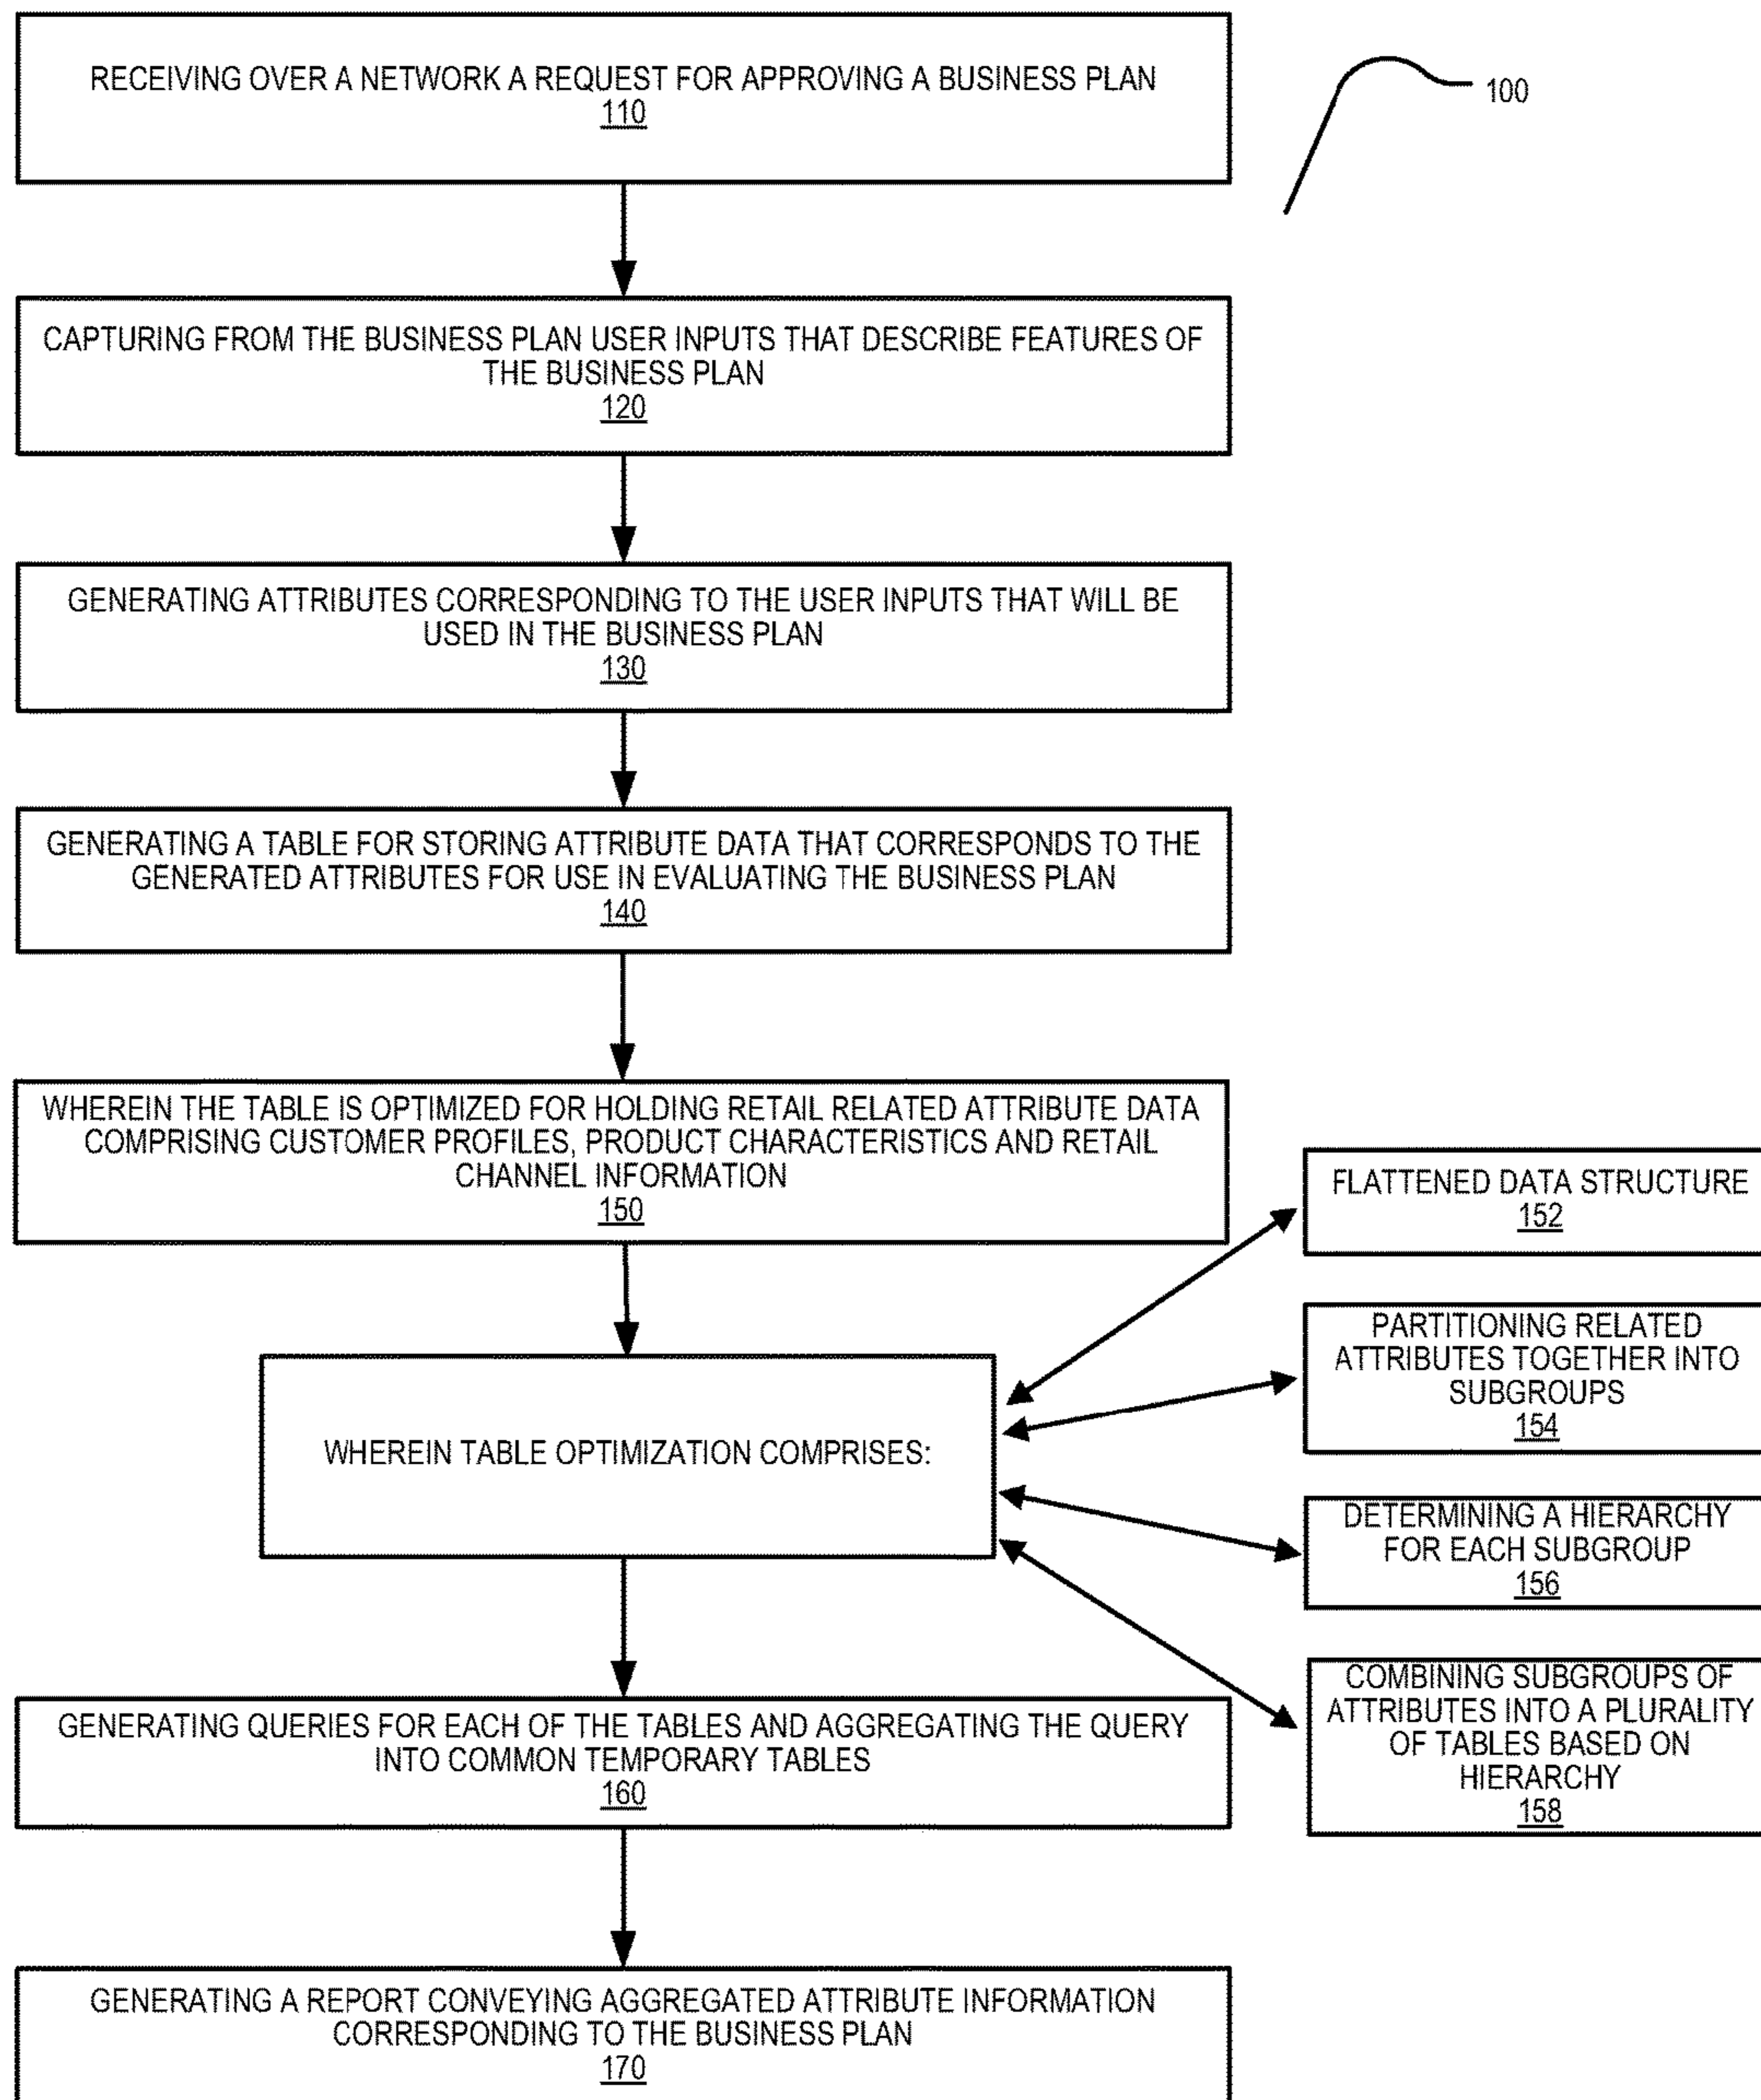 RECEIVING OVER A NETWORK A REQUEST FOR APPROVING A BUSINESS PLAN
110
100
CAPTURING FROM THE BUSINESS PLAN USER INPUTS THAT DESCRIBE FEATURES OF
THE BUSINESS PLAN
120
GENERATING ATTRIBUTES CORRESPONDING TO THE USER INPUTS THAT WILL BE
USED IN THE BUSINESS PLAN
130
GENERATING A TABLE FOR STORING ATTRIBUTE DATA THAT CORRESPONDS TO THE
GENERATED ATTRIBUTES FOR USE IN EVALUATING THE BUSINESS PLAN
140
WHEREIN THE TABLE IS OPTIMIZED FOR HOLDING RETAIL RELATED ATTRIBUTE DATA
COMPRISING CUSTOMER PROFILES, PRODUCT CHARACTERISTICS AND RETAIL
CHANNEL INFORMATION
150
WHEREIN TABLE OPTIMIZATION COMPRISES:
FLATTENED DATA STRUCTURE
152
PARTITIONING RELATED
ATTRIBUTES TOGETHER INTO
SUBGROUPS
154
DETERMINING A HIERARCHY
FOR EACH SUBGROUP
156
COMBINING SUBGROUPS OF
ATTRIBUTES INTO A PLURALITY
OF TABLES BASED ON
HIERARCHY
158
GENERATING QUERIES FOR EACH OF THE TABLES AND AGGREGATING THE QUERY
INTO COMMON TEMPORARY TABLES
160
GENERATING A REPORT CONVEYING AGGREGATED ATTRIBUTE INFORMATION
CORRESPONDING TO THE BUSINESS PLAN
170